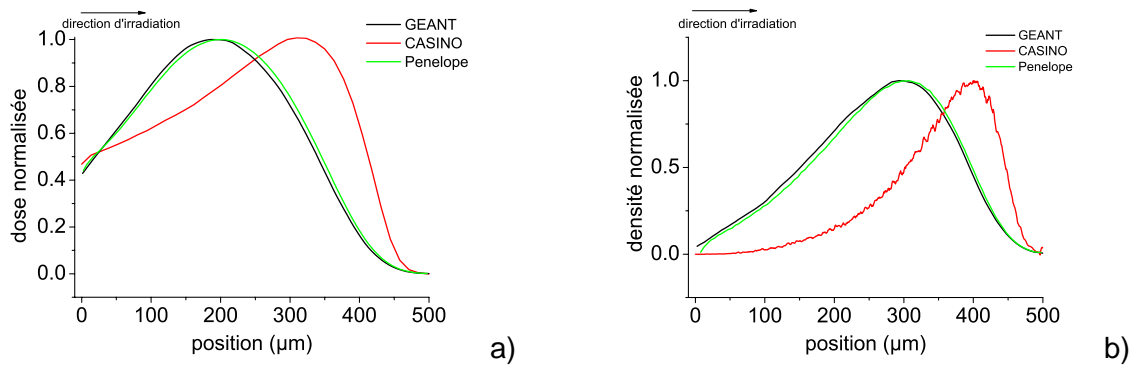 direction d'irradiation
GEANT
CASINO
Penelope
1.0
0.8
0.6
0.4
0.2
0.0
dose normalisée
0 100 200 300 400 500
position (µm)
a)
direction d'irradiation
GEANT
CASINO
Penelope
1.0
0.5
0.0
densité normalisée
0 100 200 300 400 500
position (µm)
b)